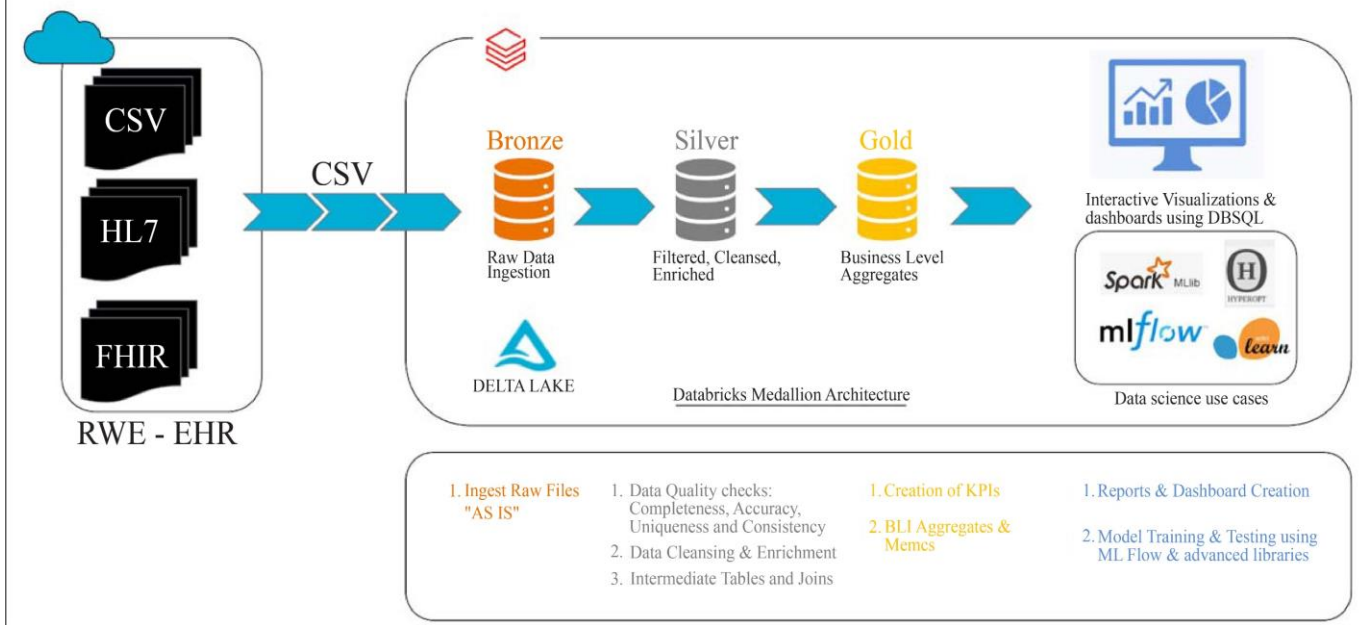 CSV
HL7
FHIR
RWE - EHR
CSV
Bronze
Raw Data
Ingestion
Silver
Filtered, Cleansed,
Enriched
Gold
Business Level
Aggregates
Interactive Visualizations &
dashboards using DBSQL
Spark MLlib
H
HYPEROPT
mlflow
learn
Data science use cases
DELTA LAKE
Databricks Medallion Architecture
1. Ingest Raw Files
"AS IS"
1. Data Quality checks:
Completeness, Accuracy,
Uniqueness and Consistency
2. Data Cleansing & Enrichment
3. Intermediate Tables and Joins
1. Creation of KPIs
2. BLI Aggregates &
Memcs
1. Reports & Dashboard Creation
2. Model Training & Testing using
ML Flow & advanced libraries